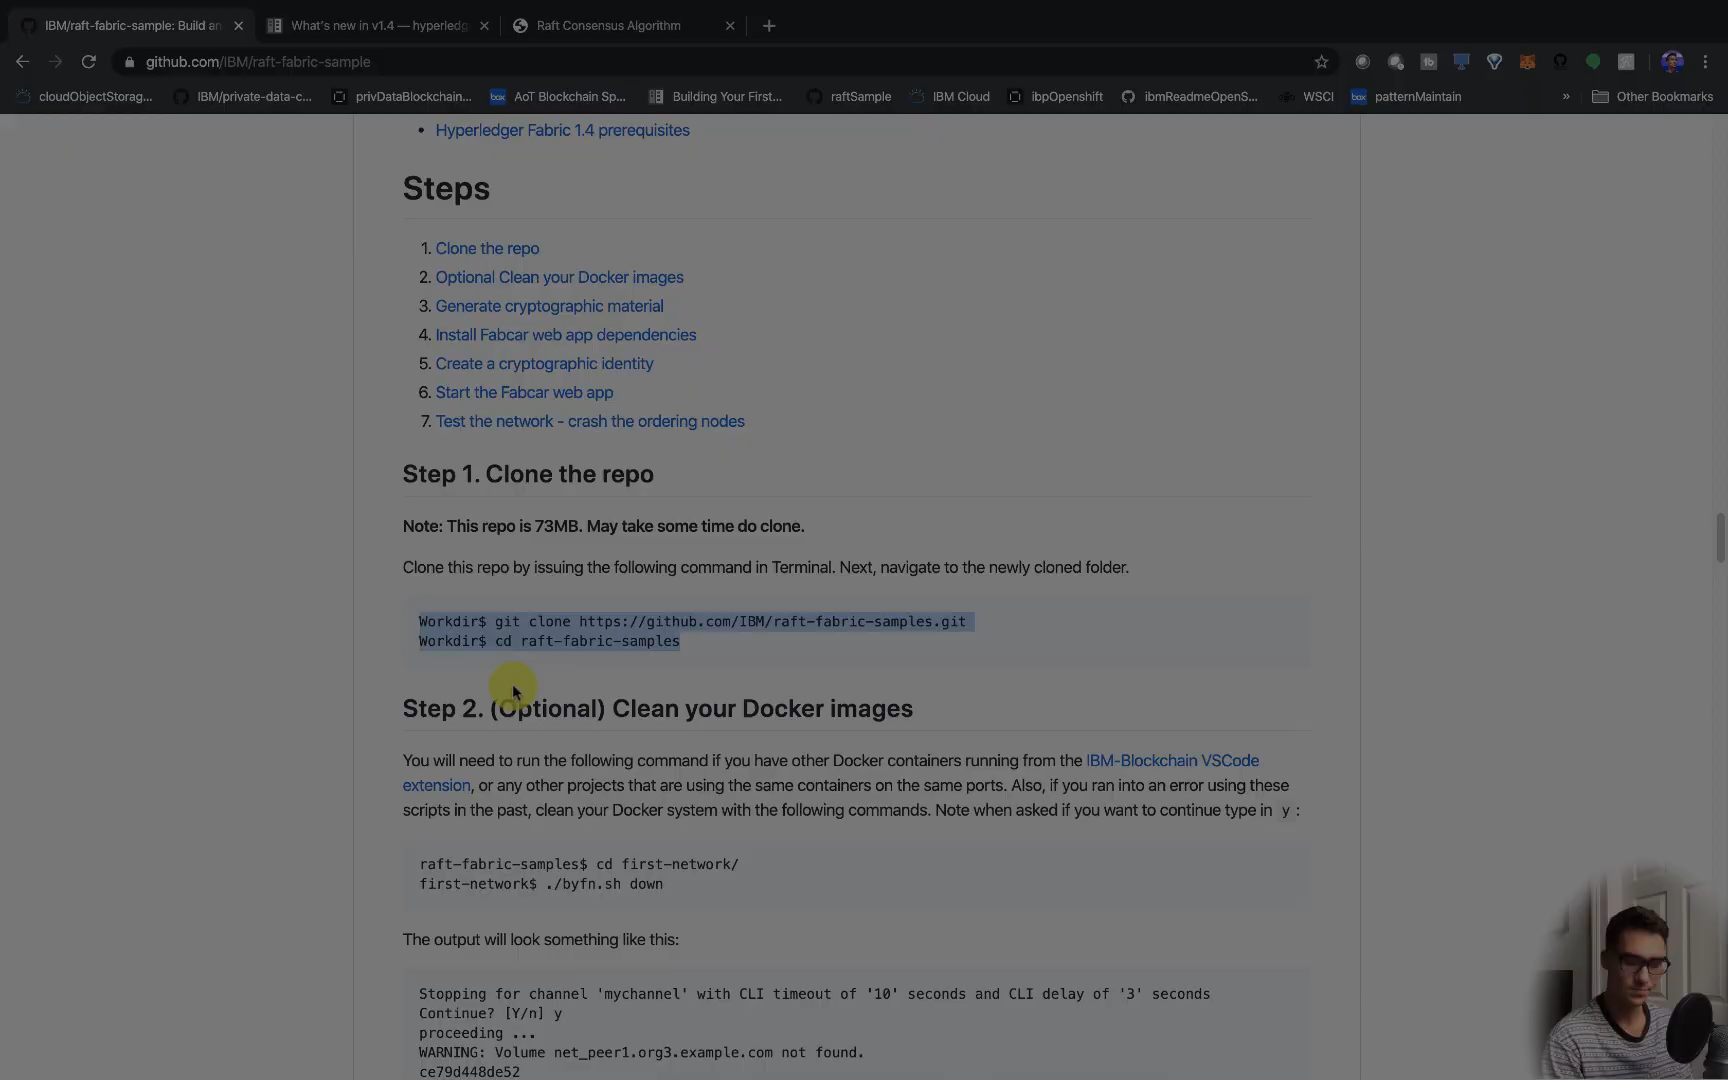 IBM/raft-fabric-sample: Build an
What's new in v1.4 — hyperledg
Raft Consensus Algorithm
github.com/IBM/raft-fabric-sample
cloudObjectStorag...
IBM/private-data-c...
privDataBlockchain...
box
AoT Blockchain Sp...
Building Your First...
raftSample
IBM Cloud
ibpOpenshift
ibmReadmeOpenS...
WSCI
box
patternMaintain
»
Other Bookmarks
• Hyperledger Fabric 1.4 prerequisites
Steps
1. Clone the repo
2. Optional Clean your Docker images
3. Generate cryptographic material
4. Install Fabcar web app dependencies
5. Create a cryptographic identity
6. Start the Fabcar web app
7. Test the network - crash the ordering nodes
Step 1. Clone the repo
Note: This repo is 73MB. May take some time do clone.
Clone this repo by issuing the following command in Terminal. Next, navigate to the newly cloned folder.
Workdir$ git clone https://github.com/IBM/raft-fabric-samples.git
Workdir$ cd raft-fabric-samples
Step 2. (Optional) Clean your Docker images
You will need to run the following command if you have other Docker containers running from the IBM-Blockchain VSCode
extension, or any other projects that are using the same containers on the same ports. Also, if you ran into an error using these
scripts in the past, clean your Docker system with the following commands. Note when asked if you want to continue type in y :
raft-fabric-samples$ cd first-network/
first-network$ ./byfn.sh down
The output will look something like this:
Stopping for channel 'mychannel' with CLI timeout of '10' seconds and CLI delay of '3' seconds
Continue? [Y/n] y
proceeding ...
WARNING: Volume net_peer1.org3.example.com not found.
ce79d448de52